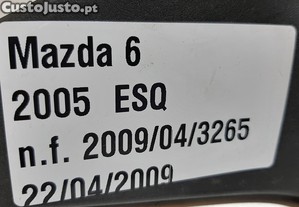 CustoJusto.pt
Mazda 6
2005 ESQ
n.f. 2009/04/3265
22/04/2009